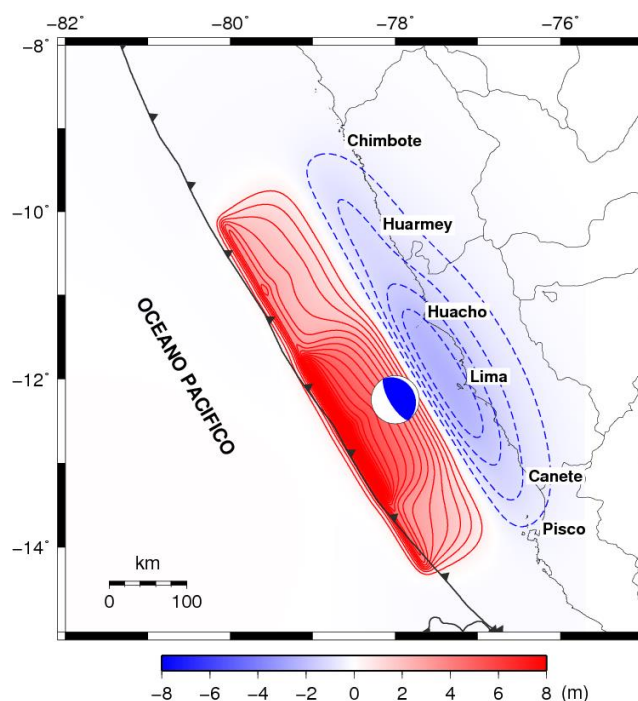 −82˚ −80˚ −78˚ −76˚
−8˚
Chimbote
−10˚
Huarmey
Huacho
OCEANO PACIFICO
−12˚
Lima
Canete
Pisco
−14˚
km
0 100
−8 −6 −4 −2 0 2 4 6 8 (m)